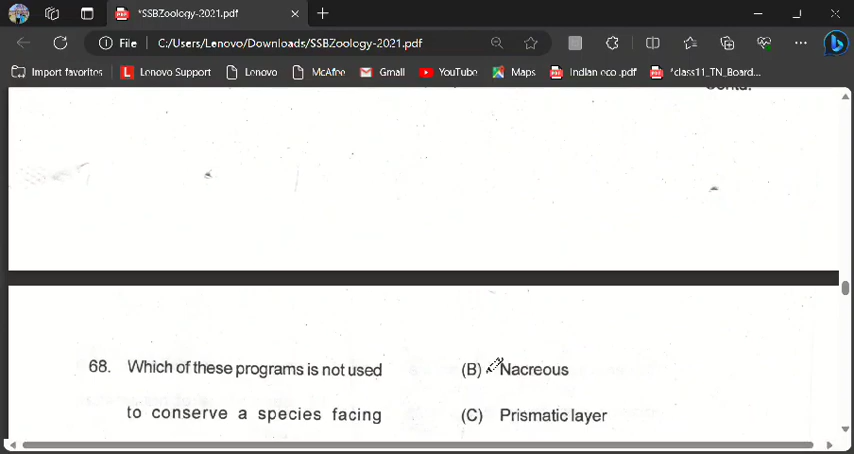 *SSBZoology-2021.pdf
File C:/Users/Lenovo/Downloads/SSBZoology-2021.pdf
Import favorites Lenovo Support Lenovo McAfee Gmail YouTube Maps Indian eco .pdf *class11_TN_Board...
68. Which of these programs is not used
to conserve a species facing
(B) Nacreous
(C) Prismatic layer